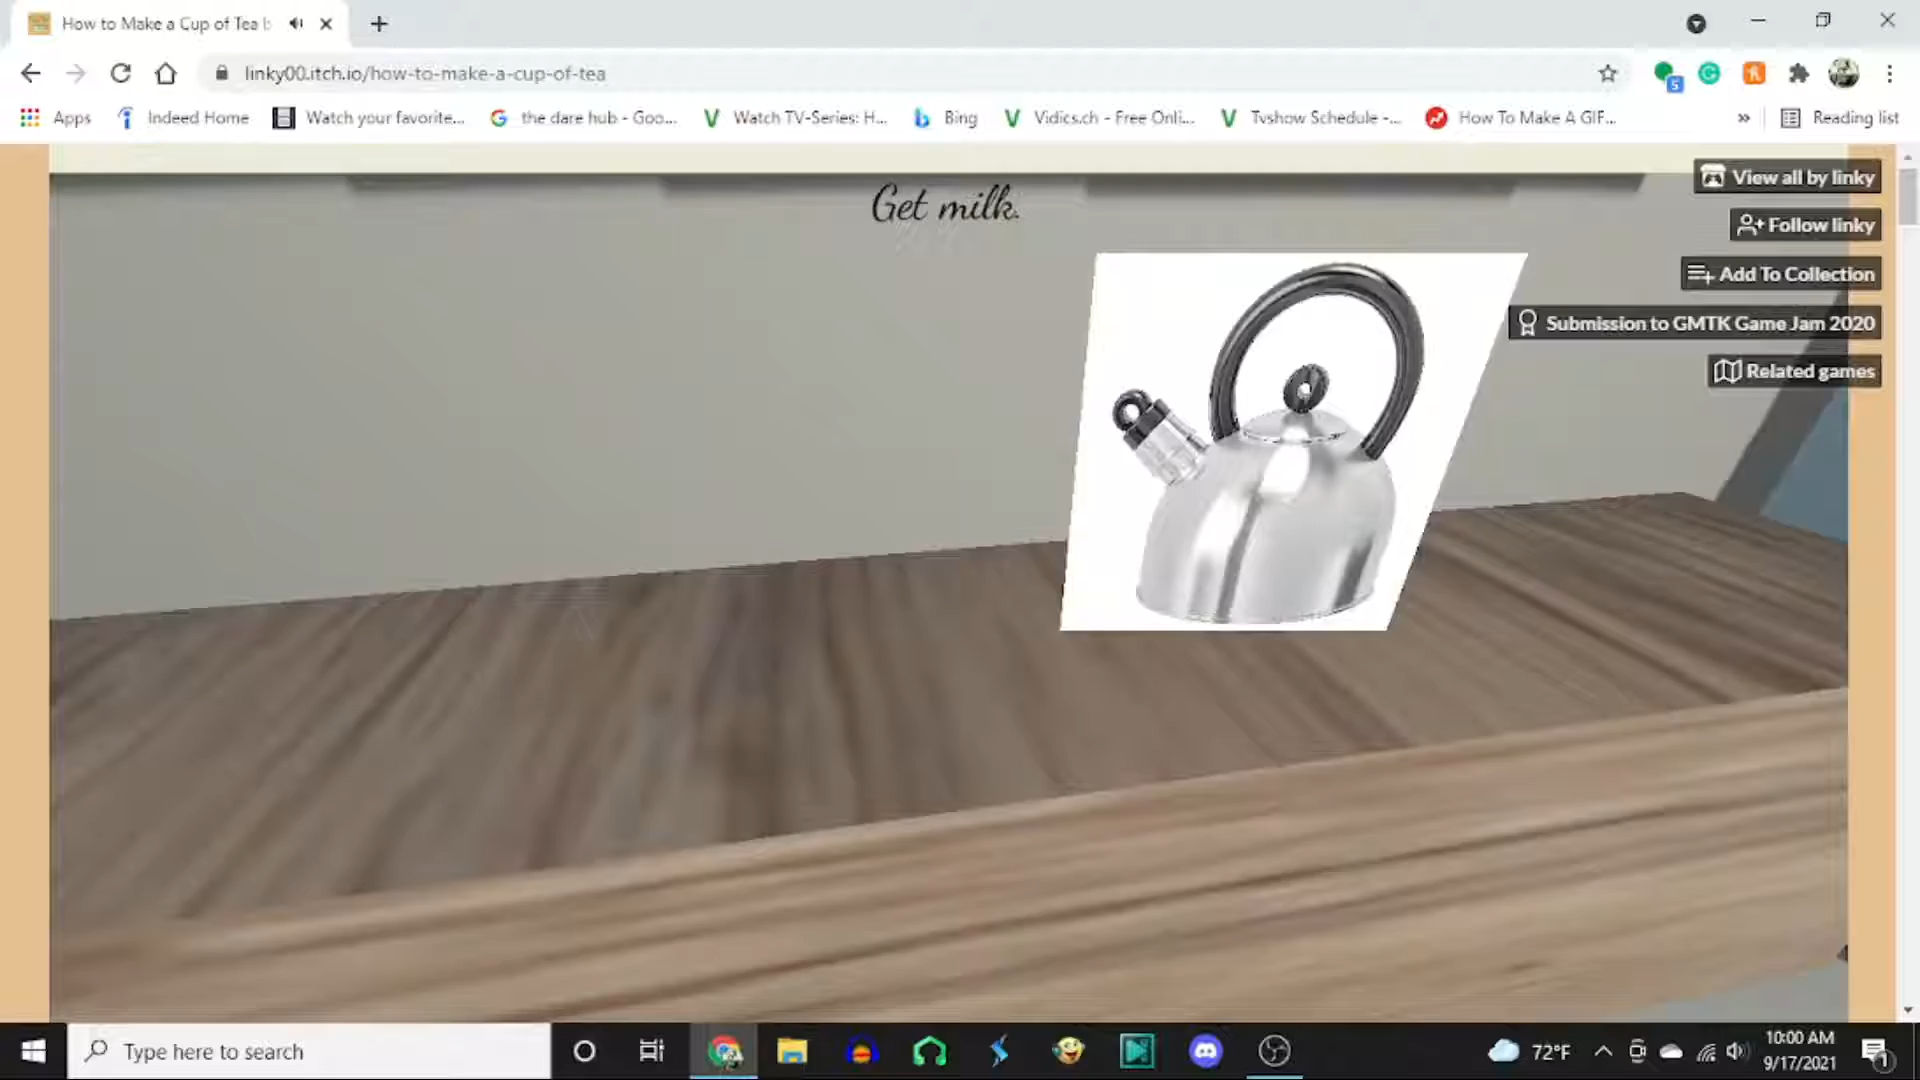 How to Make a Cup of Tea b
linky00.itch.io/how-to-make-a-cup-of-tea
Apps
Indeed Home
Watch your favorite...
the dare hub - Goo...
Watch TV-Series: H...
Bing
Vidics.ch - Free Onli...
Tvshow Schedule -...
How To Make A GIF...
»
Reading list
Get milk.
View all by linky
Follow linky
Add To Collection
Submission to GMTK Game Jam 2020
Related games
5
Type here to search
72°F
10:00 AM
9/17/2021
1